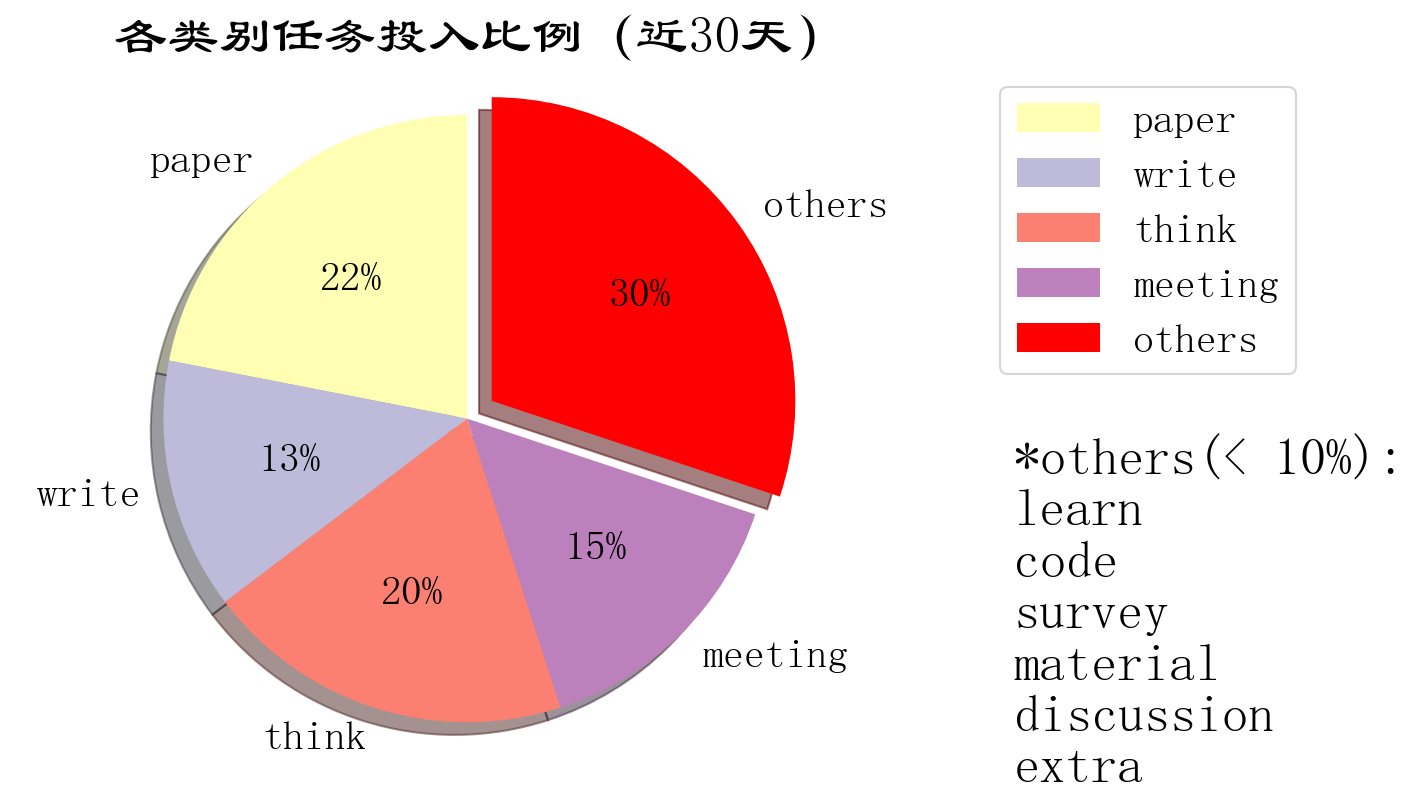 各类别任务投入比例 (近30天)
paper
22%
write
13%
think
20%
meeting
15%
others
30%
paper
write
think
meeting
others
*others(< 10%):
learn
code
survey
material
discussion
extra